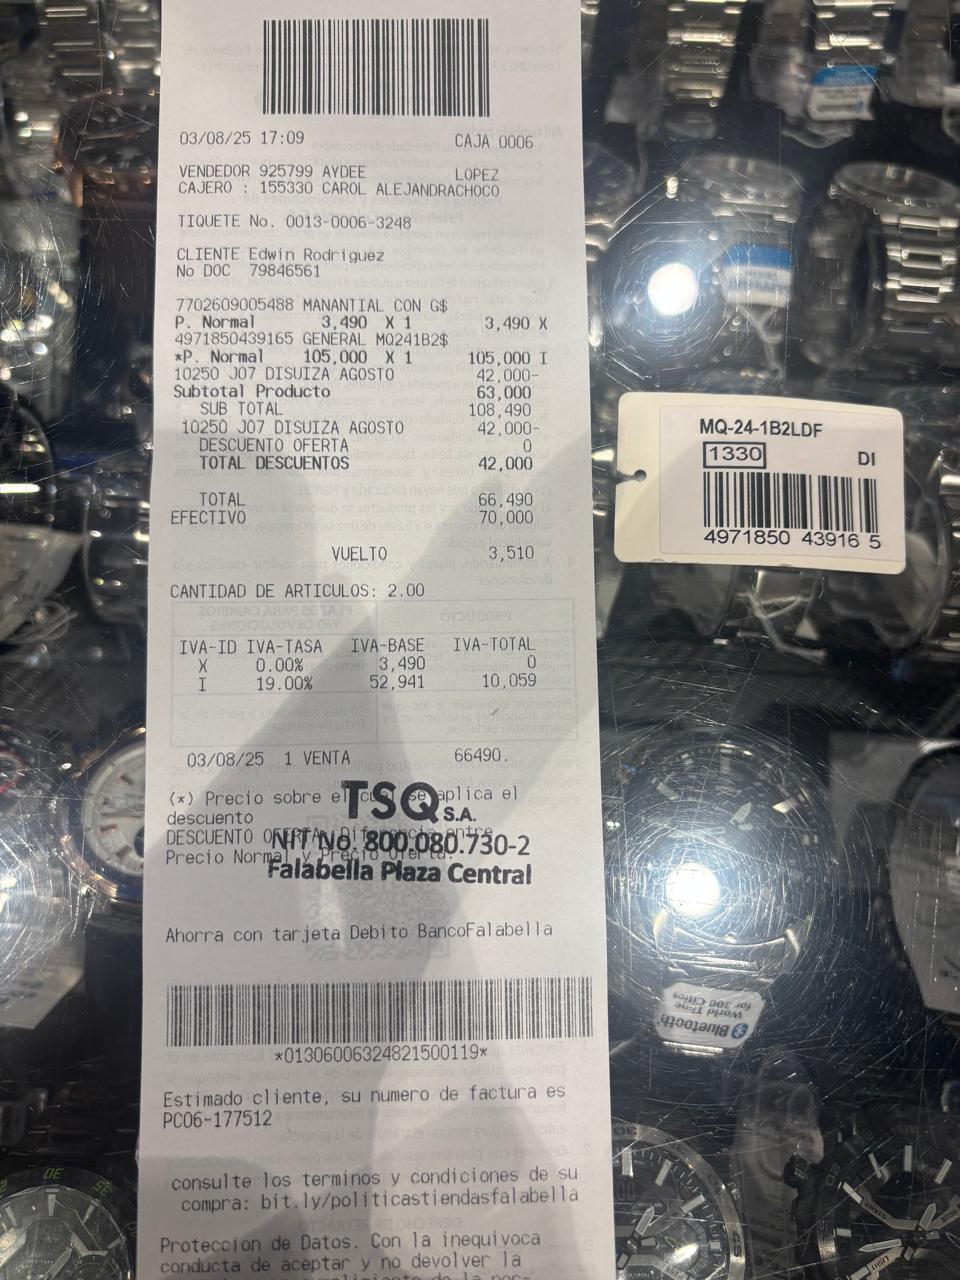 03/08/25 17:09 CAJA 0006
VENDEDOR 925799 AYDEE LOPEZ
CAJERO : 155330 CAROL ALEJANDRACHOCO
TIQUETE No. 0013-0006-3248
CLIENTE Edwin Rodriguez
No DOC 79846561
7702609005488 MANANTIAL CON G$
P. Normal 3,490 X 1 3,490 X
4971850439165 GENERAL MQ241B2$
*P. Normal 105,000 X 1 105,000 I
10250 J07 DISUIZA AGOSTO 42,000-
Subtotal Producto 63,000
SUB TOTAL 108,490
10250 J07 DISUIZA AGOSTO 42,000-
DESCUENTO OFERTA 0
TOTAL DESCUENTOS 42,000
TOTAL 66,490
EFECTIVO 70,000
VUELTO 3,510
CANTIDAD DE ARTICULOS: 2.00
IVA-ID IVA-TASA IVA-BASE IVA-TOTAL
X 0.00% 3,490 0
I 19.00% 52,941 10,059
03/08/25 1 VENTA 66490.
(*) Precio sobre el cual se aplica el
descuento
DESCUENTO OFERTA: Diferencia entre
Precio Normal y Precio Oferta.
TSQ S.A.
NIT No. 800.080.730-2
Falabella Plaza Central
Ahorra con tarjeta Debito BancoFalabella
*01306006324821500119*
Estimado cliente, su numero de factura es
PC06-177512
consulte los terminos y condiciones de su
compra: bit.ly/politicastiendasfalabella
Proteccion de Datos. Con la inequivoca
conducta de aceptar y no devolver la
MQ-24-1B2LDF
1330 DI
4971850 43916 5
Bluetooth
World Time
for 300 Cities